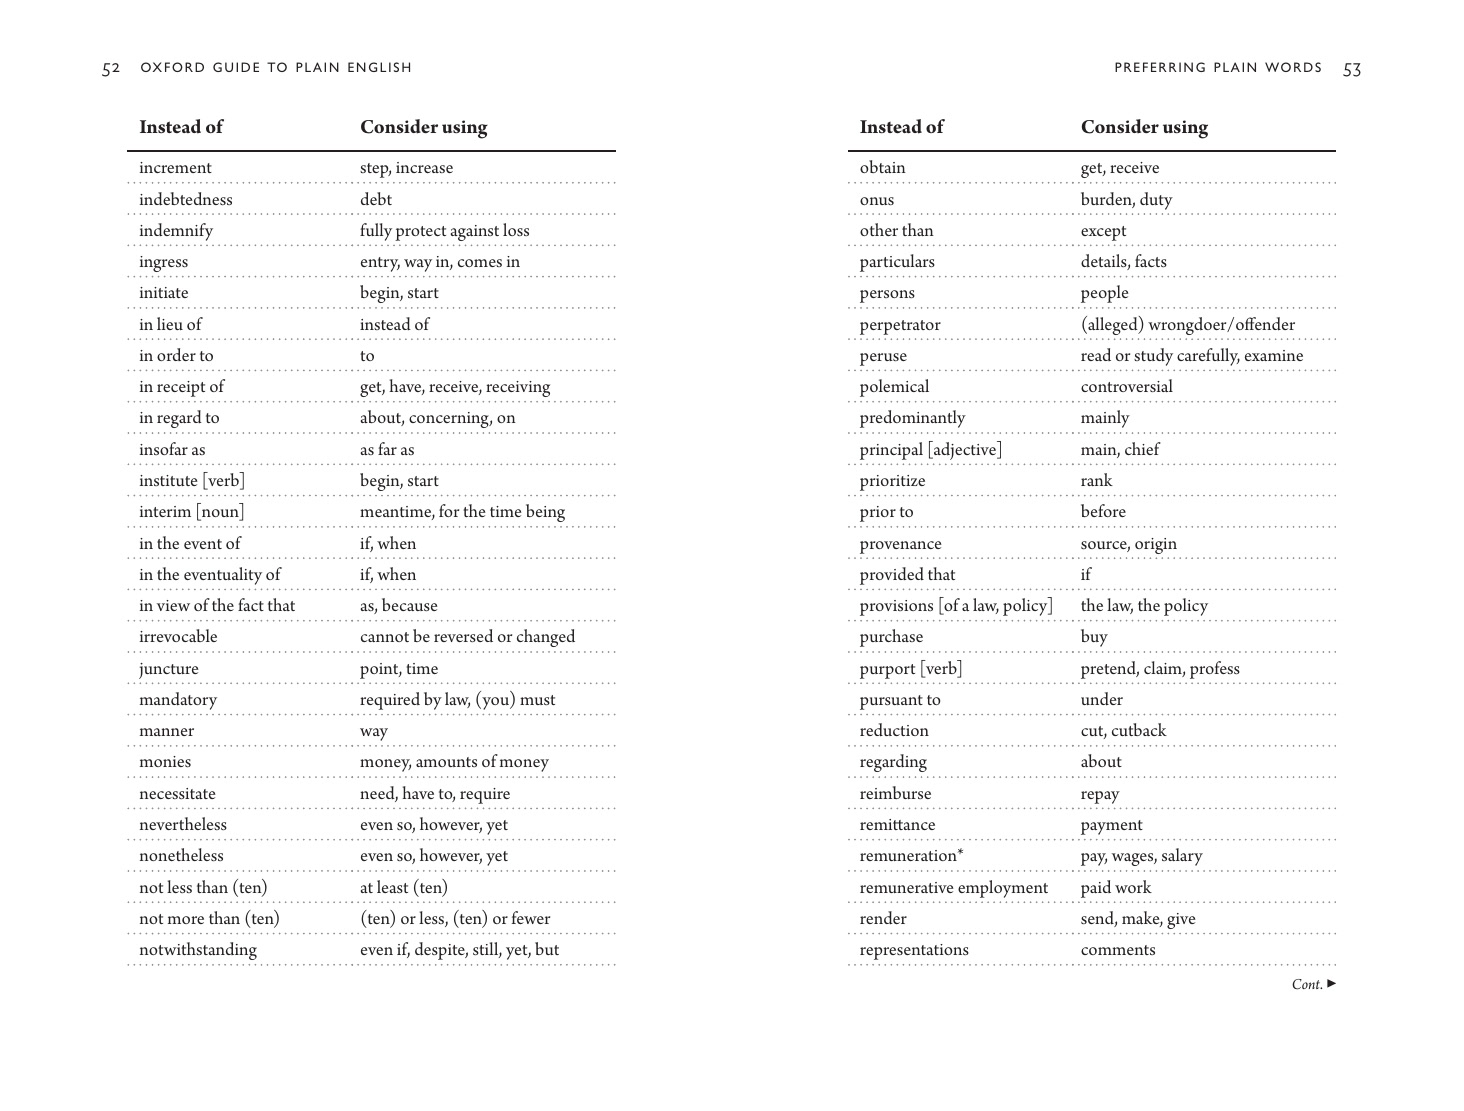 52 OXFORD GUIDE TO PLAIN ENGLISH
Instead of Consider using
increment step, increase
indebtedness debt
indemnify fully protect against loss
ingress entry, way in, comes in
initiate begin, start
in lieu of instead of
in order to to
in receipt of get, have, receive, receiving
in regard to about, concerning, on
insofar as as far as
institute [verb] begin, start
interim [noun] meantime, for the time being
in the event of if, when
in the eventuality of if, when
in view of the fact that as, because
irrevocable cannot be reversed or changed
juncture point, time
mandatory required by law, (you) must
manner way
monies money, amounts of money
necessitate need, have to, require
nevertheless even so, however, yet
nonetheless even so, however, yet
not less than (ten) at least (ten)
not more than (ten) (ten) or less, (ten) or fewer
notwithstanding even if, despite, still, yet, but
PREFERRING PLAIN WORDS 53
Instead of Consider using
obtain get, receive
onus burden, duty
other than except
particulars details, facts
persons people
perpetrator (alleged) wrongdoer/offender
peruse read or study carefully, examine
polemical controversial
predominantly mainly
principal [adjective] main, chief
prioritize rank
prior to before
provenance source, origin
provided that if
provisions [of a law, policy] the law, the policy
purchase buy
purport [verb] pretend, claim, profess
pursuant to under
reduction cut, cutback
regarding about
reimburse repay
remittance payment
remuneration* pay, wages, salary
remunerative employment paid work
render send, make, give
representations comments
Cont. ►